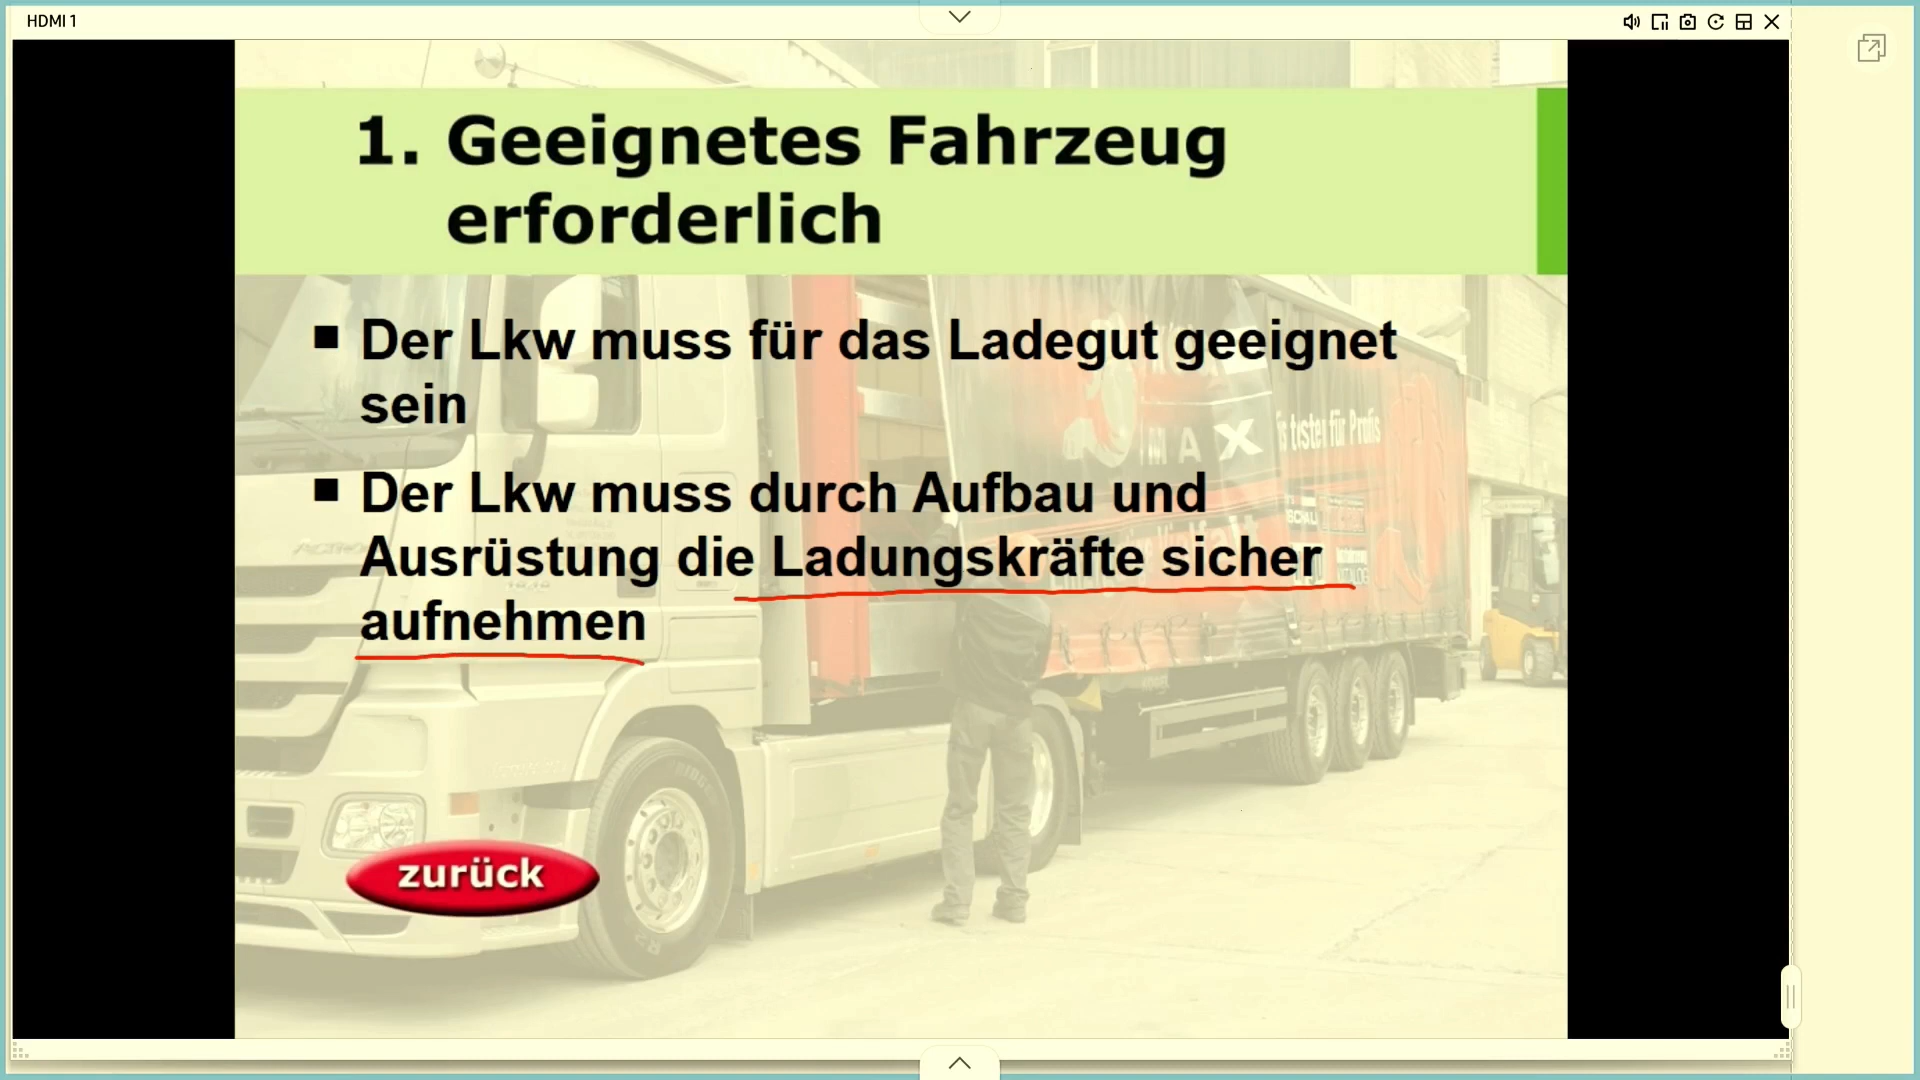 HDMI 1
1. Geeignetes Fahrzeug
erforderlich
■ Der Lkw muss für das Ladegut geeignet
sein
■ Der Lkw muss durch Aufbau und
Ausrüstung die Ladungskräfte sicher
aufnehmen
zurück